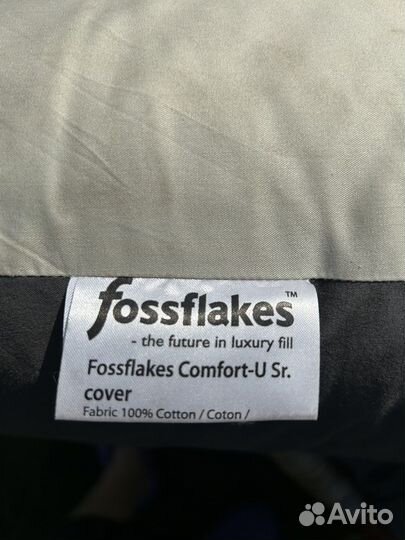 fossflakes™
- the future in luxury fill
Fossflakes Comfort-U Sr.
cover
Fabric 100% Cotton / Coton /
Avito